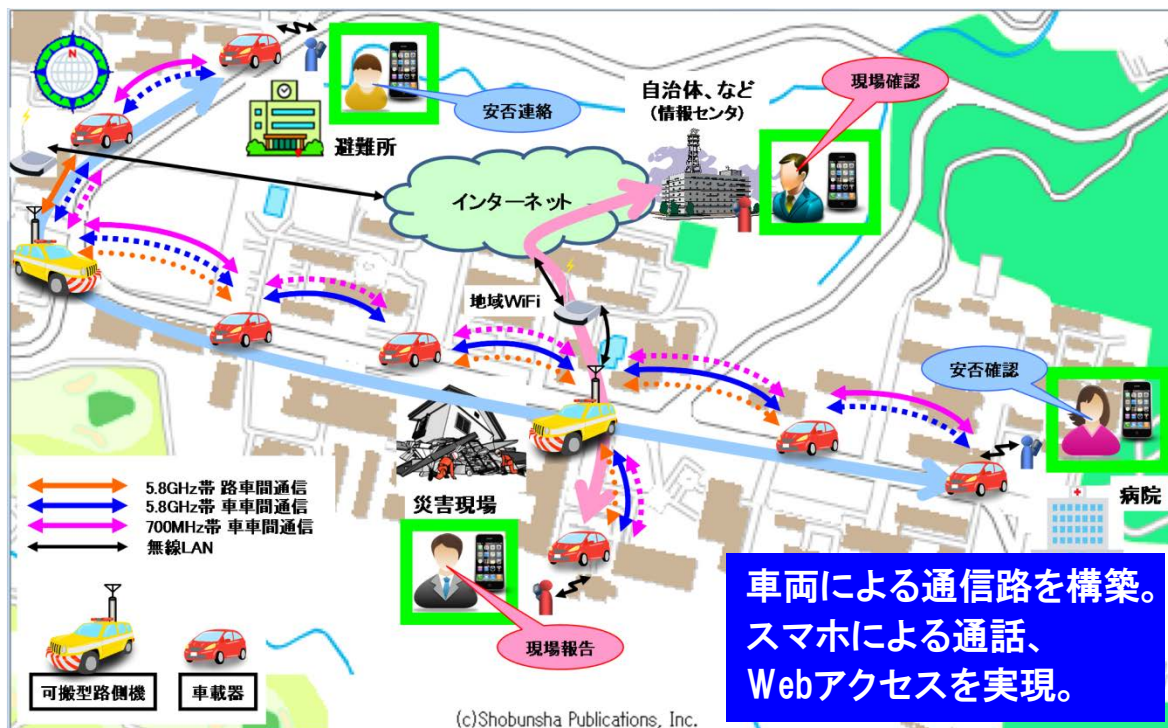 N
安否連絡
避難所
自治体、など
(情報センタ)
現場確認
インターネット
地域WiFi
安否確認
災害現場
病院
5.8GHz帯 路車間通信
5.8GHz帯 車車間通信
700MHz帯 車車間通信
無線LAN
現場報告
可搬型路側機
車載器
車両による通信路を構築。
スマホによる通話、
Webアクセスを実現。
(c)Shobunsha Publications, Inc.